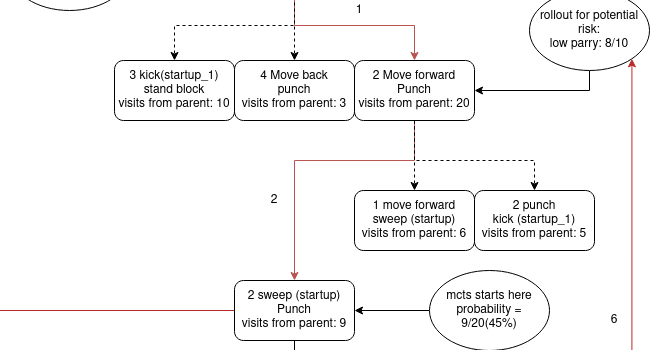 1
rollout for potential
risk:
low parry: 8/10
3 kick(startup_1)
stand block
visits from parent: 10
4 Move back
punch
visits from parent: 3
2 Move forward
Punch
visits from parent: 20
2
1 move forward
sweep (startup)
visits from parent: 6
2 punch
kick (startup_1)
visits from parent: 5
2 sweep (startup)
Punch
visits from parent: 9
mcts starts here
probability =
9/20(45%)
6